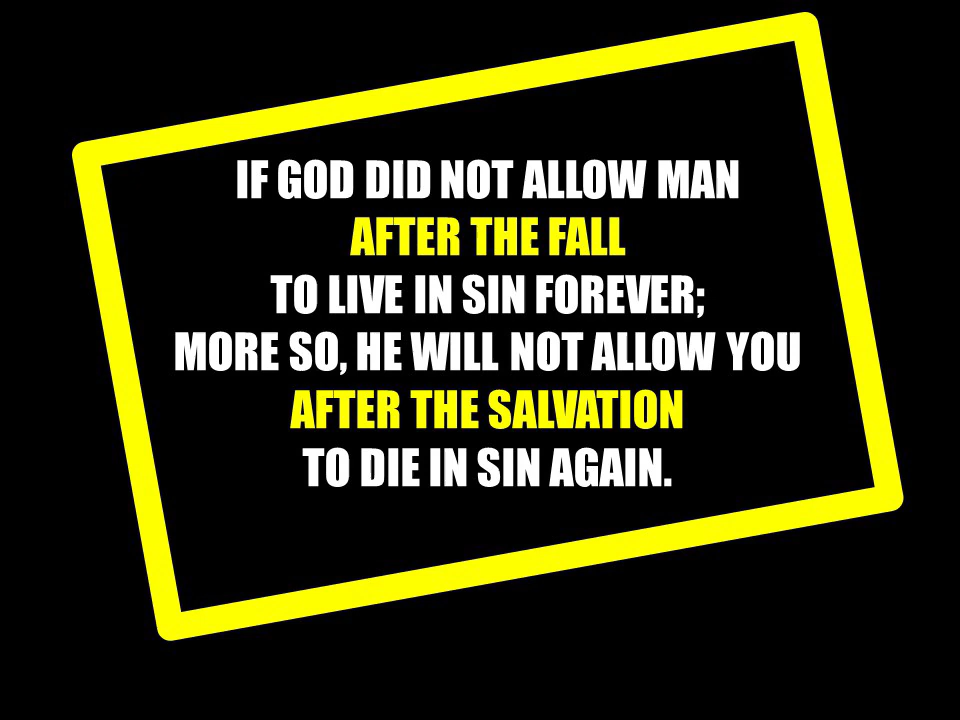 IF GOD DID NOT ALLOW MAN
AFTER THE FALL
TO LIVE IN SIN FOREVER;
MORE SO, HE WILL NOT ALLOW YOU
AFTER THE SALVATION
TO DIE IN SIN AGAIN.